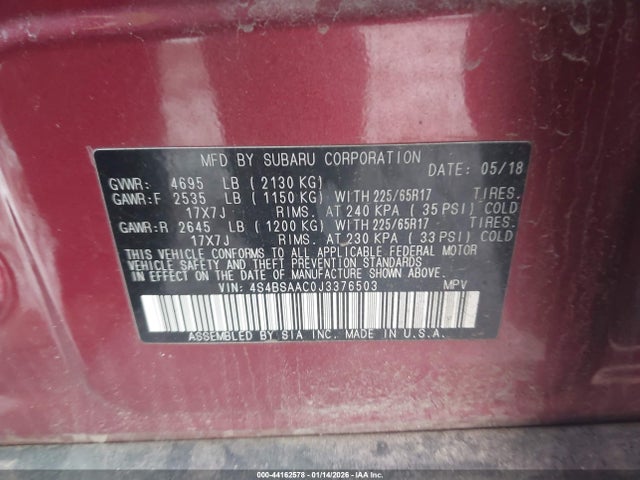 MFD BY SUBARU CORPORATION DATE: 05/18
GVWR: 4695 LB ( 2130 KG)
GAWR:F 2535 LB ( 1150 KG) WITH 225/65R17 TIRES.
17X7J RIMS. AT 240 KPA ( 35 PSI) COLD
GAWR:R 2645 LB ( 1200 KG) WITH 225/65R17 TIRES.
17X7J RIMS. AT 230 KPA ( 33 PSI) COLD
THIS VEHICLE CONFORMS TO ALL APPLICABLE FEDERAL MOTOR
VEHICLE SAFETY AND THEFT PREVENTION STANDARDS
IN EFFECT ON THE DATE OF MANUFACTURE SHOWN ABOVE.
VIN: 4S4BSAAC0J3376503 MPV
ASSEMBLED BY SIA INC. MADE IN U.S.A.
000-44162578 - 01/14/2026 - COPYRIGHT IAA, LLC